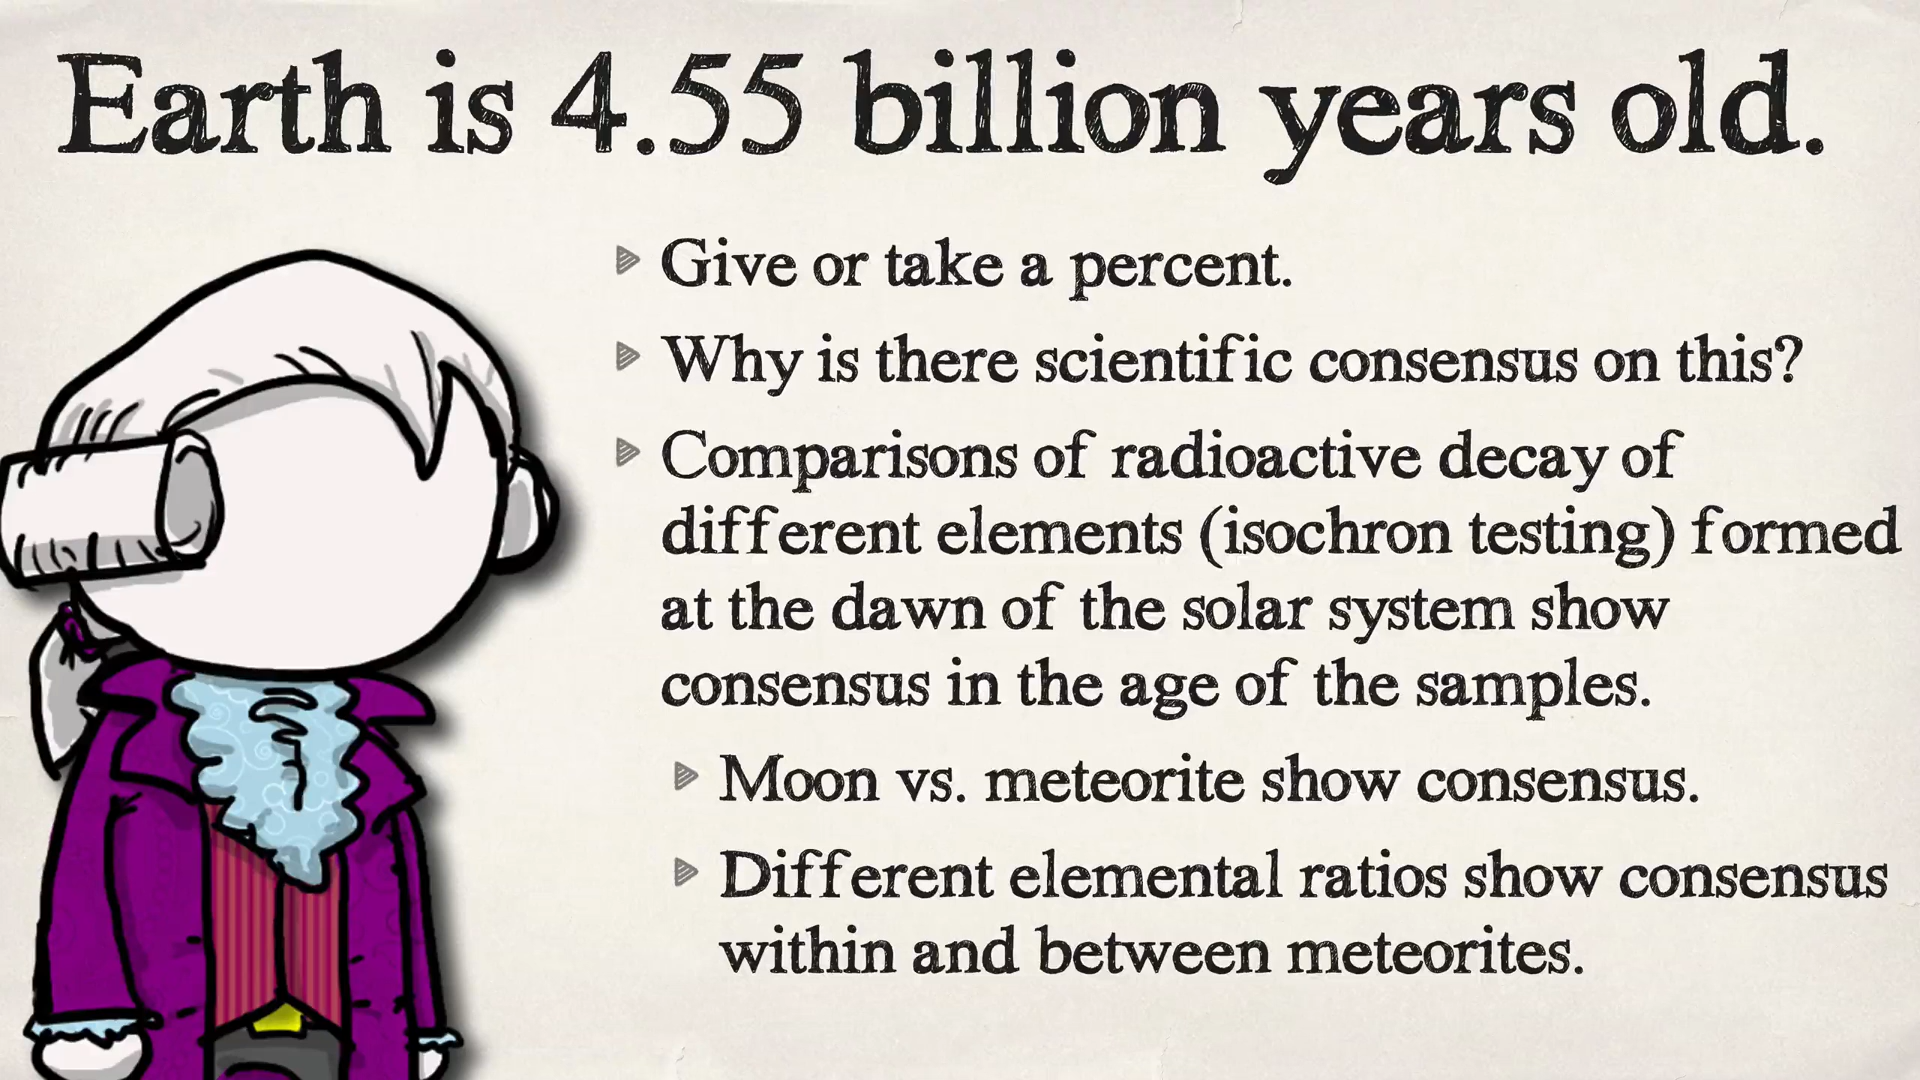 Earth is 4.55 billion years old.
Give or take a percent.
Why is there scientific consensus on this?
Comparisons of radioactive decay of
different elements (isochron testing) formed
at the dawn of the solar system show
consensus in the age of the samples.
Moon vs. meteorite show consensus.
Different elemental ratios show consensus
within and between meteorites.